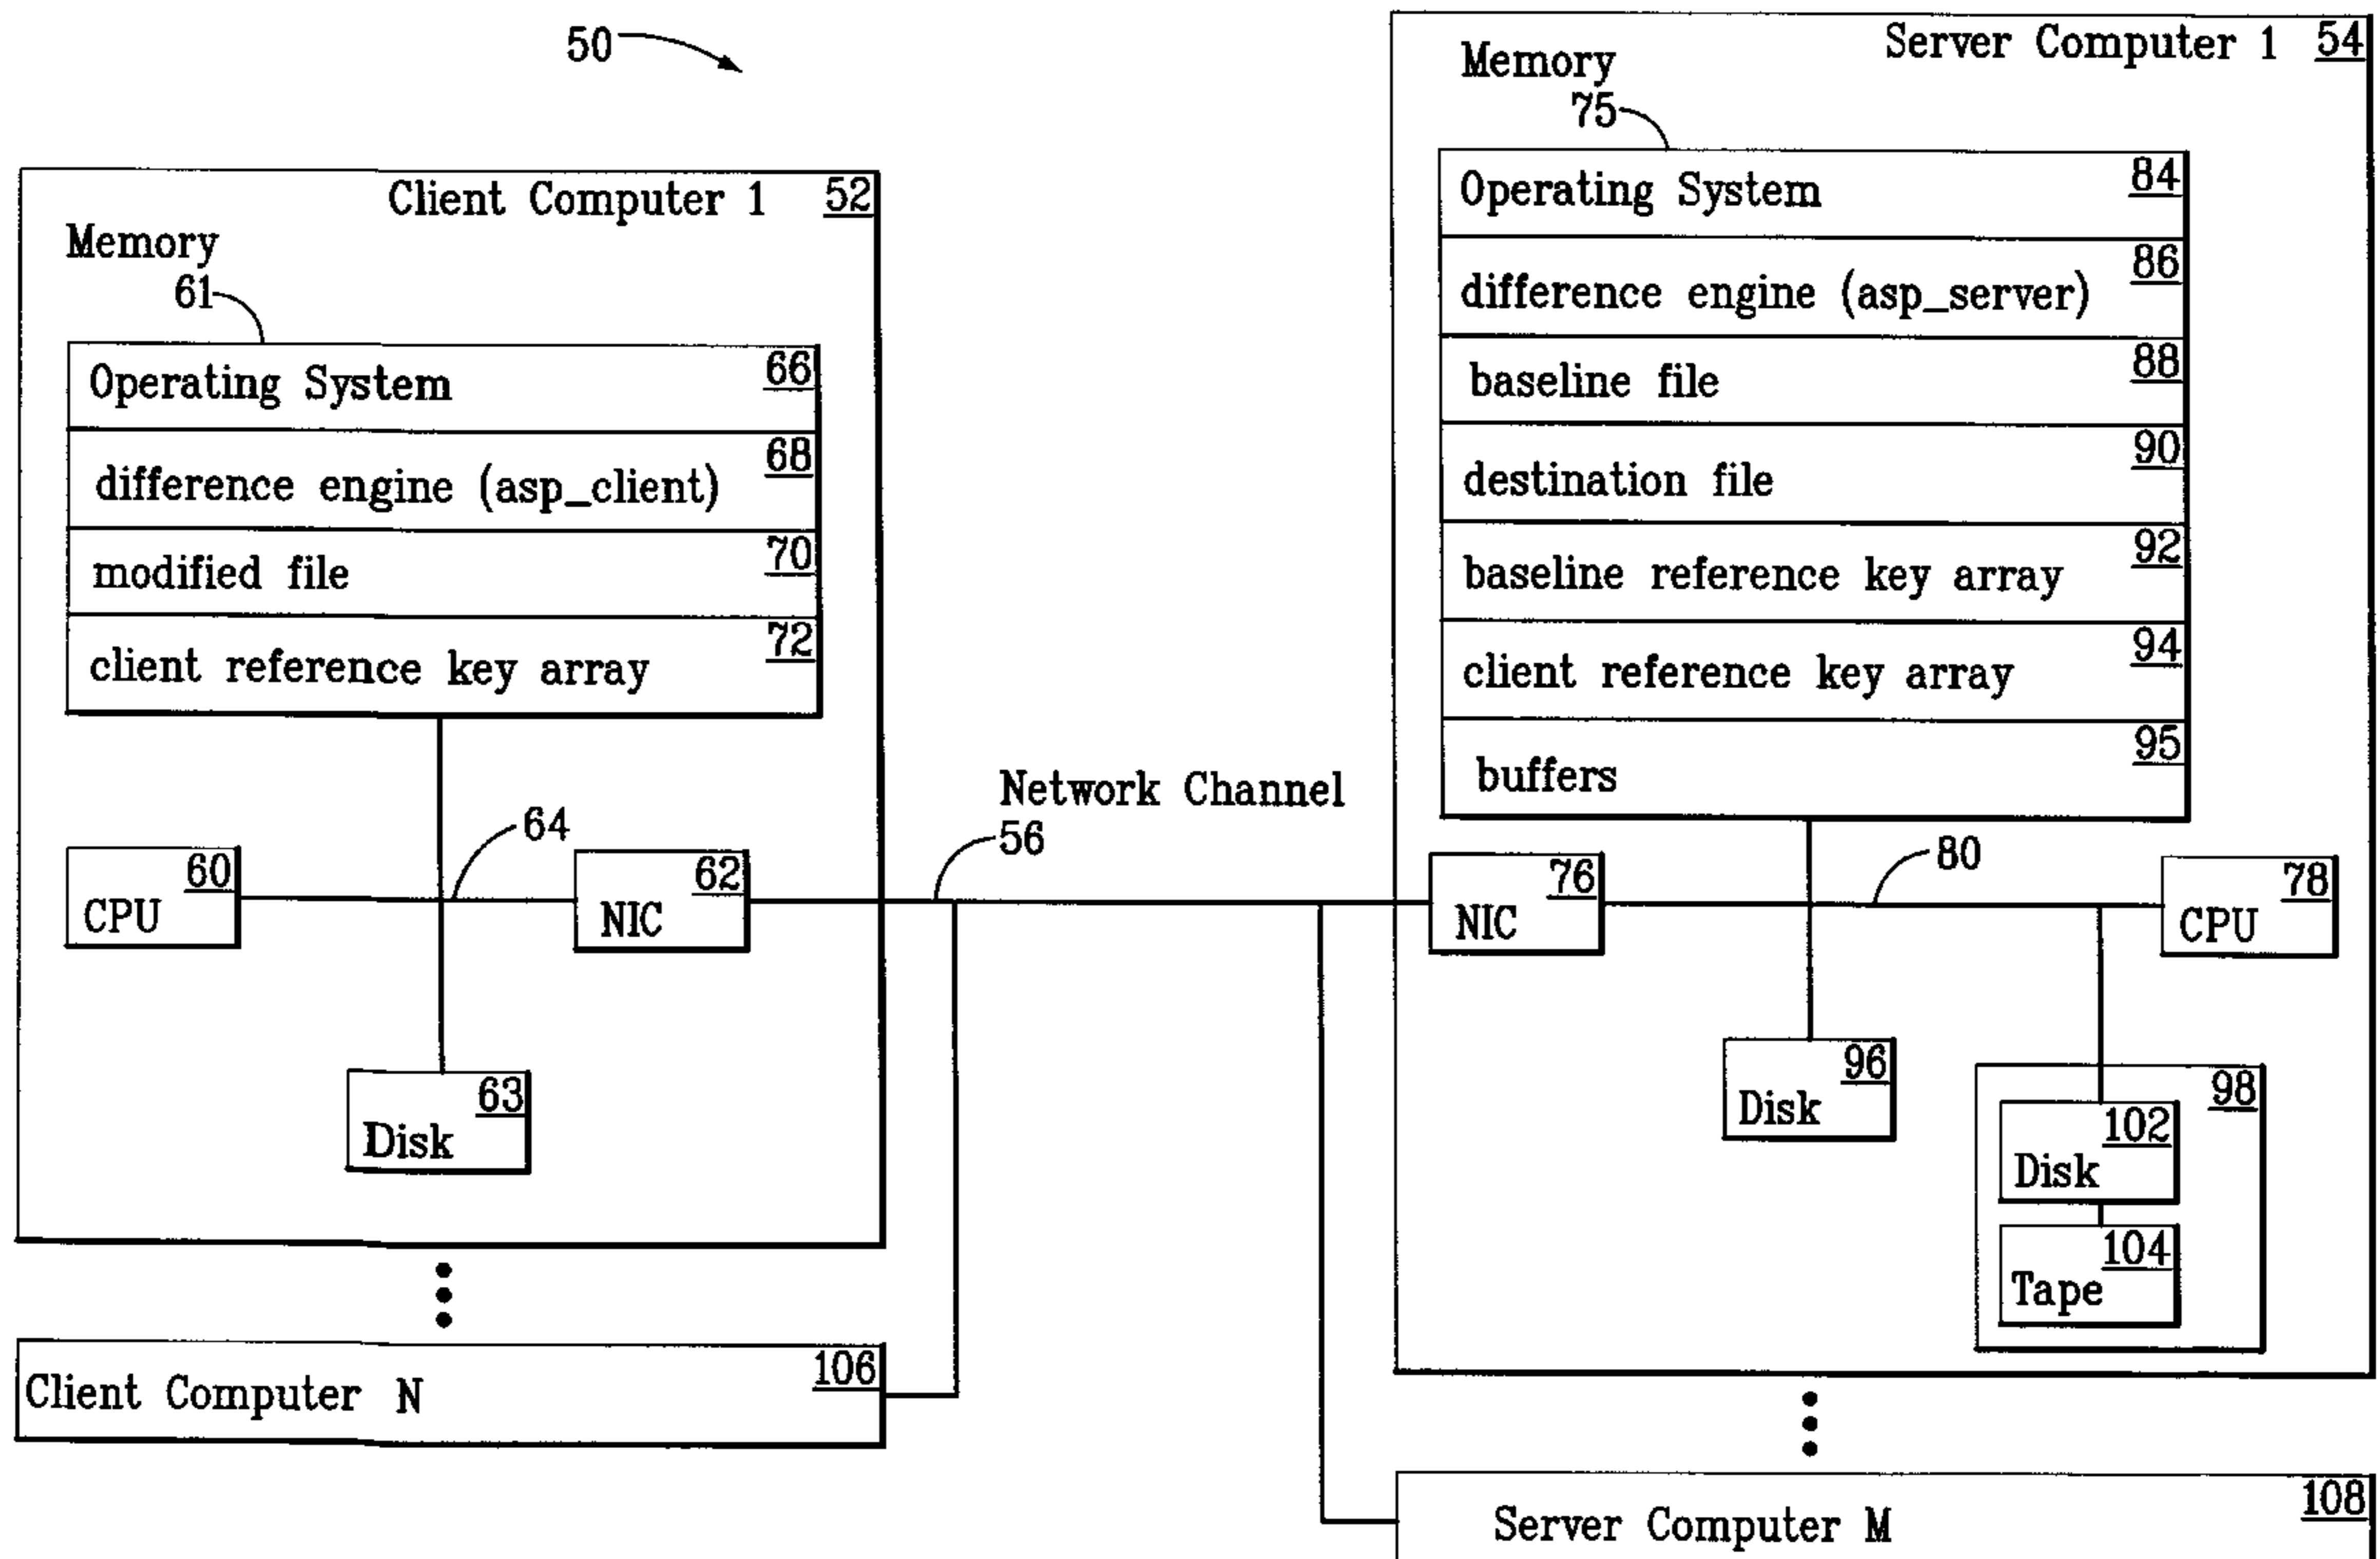 50
Server Computer 1 54
Memory
75
Operating System 84
difference engine (asp_server) 86
baseline file 88
destination file 90
baseline reference key array 92
client reference key array 94
buffers 95
Client Computer 1 52
Memory
61
Operating System 66
difference engine (asp_client) 68
modified file 70
client reference key array 72
64
60
CPU
62
NIC
63
Disk
Network Channel
56
76
NIC
80
78
CPU
96
Disk
98
102
Disk
104
Tape
Client Computer N 106
Server Computer M 108